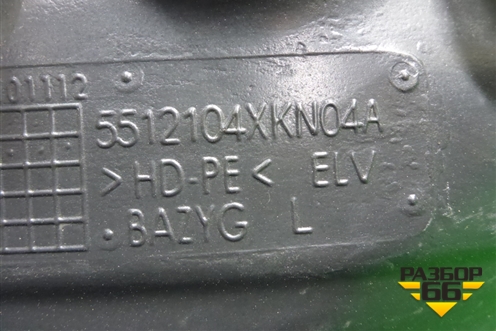 01112
5512104XKN04A
>HD-PE< ELV
BAZYG L
РАЗБОР
66